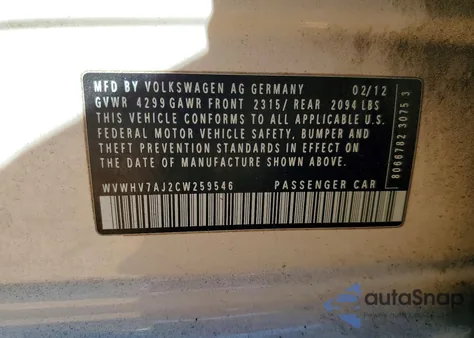 MFD BY VOLKSWAGEN AG GERMANY 02/12
GVWR 4299 GAWR FRONT 2315/ REAR 2094 LBS
THIS VEHICLE CONFORMS TO ALL APPLICABLE U.S.
FEDERAL MOTOR VEHICLE SAFETY, BUMPER AND
THEFT PREVENTION STANDARDS IN EFFECT ON THE
DATE OF MANUFACTURE SHOWN ABOVE.
WVWHV7AJ2CW259546 PASSENGER CAR
8066782 3075 3
autoSnap